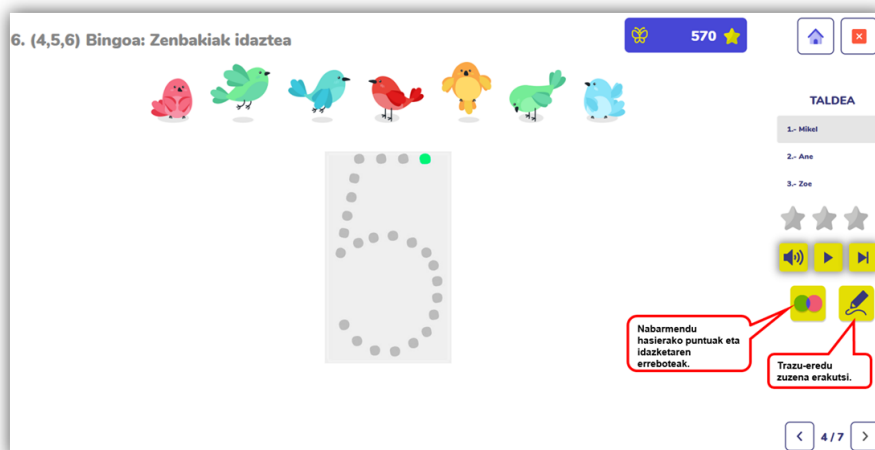 6. (4,5,6) Bingoa: Zenbakiak idaztea
570
TALDEA
1.- Mikel
2.- Ane
3.- Zoe
Nabarmendu
hasierako puntuak eta
idazketaren
erreboteak.
Trazu-eredu
zuzena erakutsi.
4 / 7